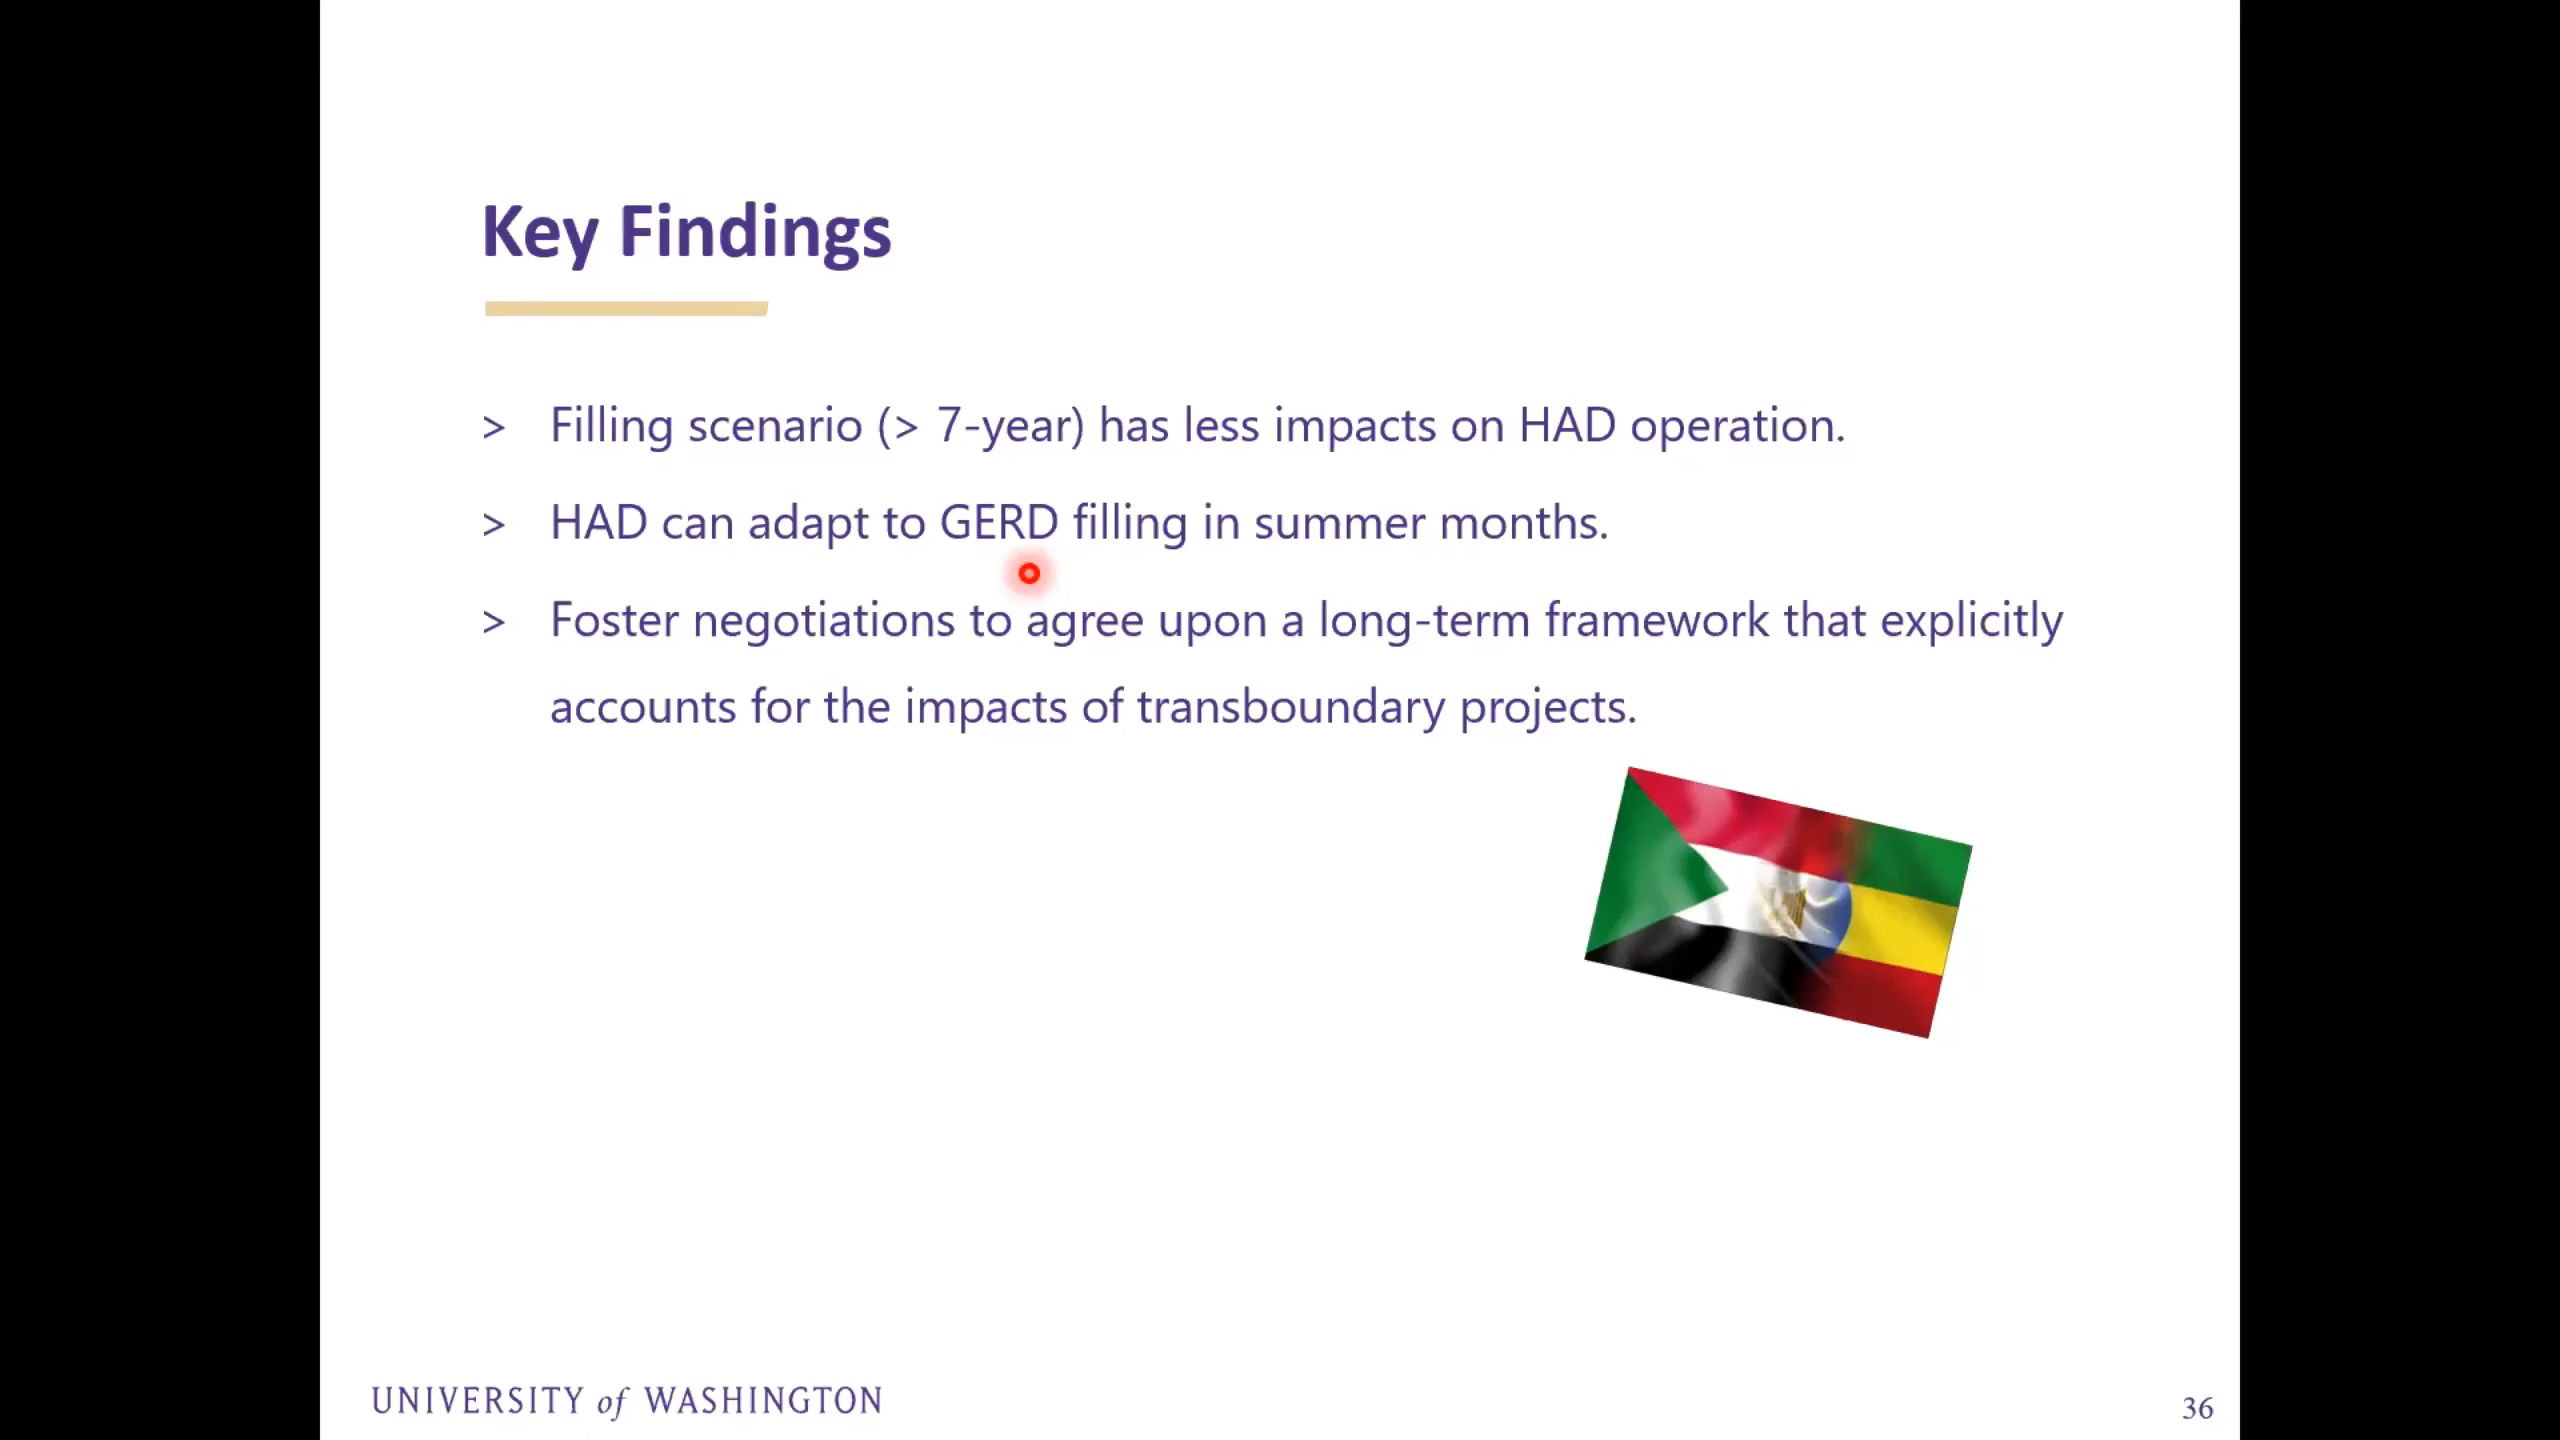 Key Findings
> Filling scenario (> 7-year) has less impacts on HAD operation.
> HAD can adapt to GERD filling in summer months.
> Foster negotiations to agree upon a long-term framework that explicitly
accounts for the impacts of transboundary projects.
UNIVERSITY of WASHINGTON
36